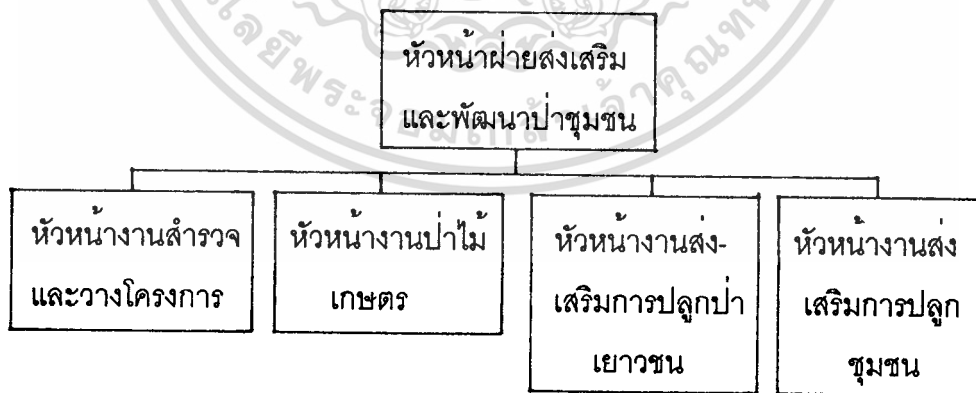 หัวหน้าฝ่ายส่งเสริม
และพัฒนาป่าชุมชน
หัวหน้างานสำรวจ
และวางโครงการ
หัวหน้างานป่าไม้
เกษตร
หัวหน้างานส่ง-
เสริมการปลูกป่า
เยาวชน
หัวหน้างานส่ง
เสริมการปลูก
ชุมชน